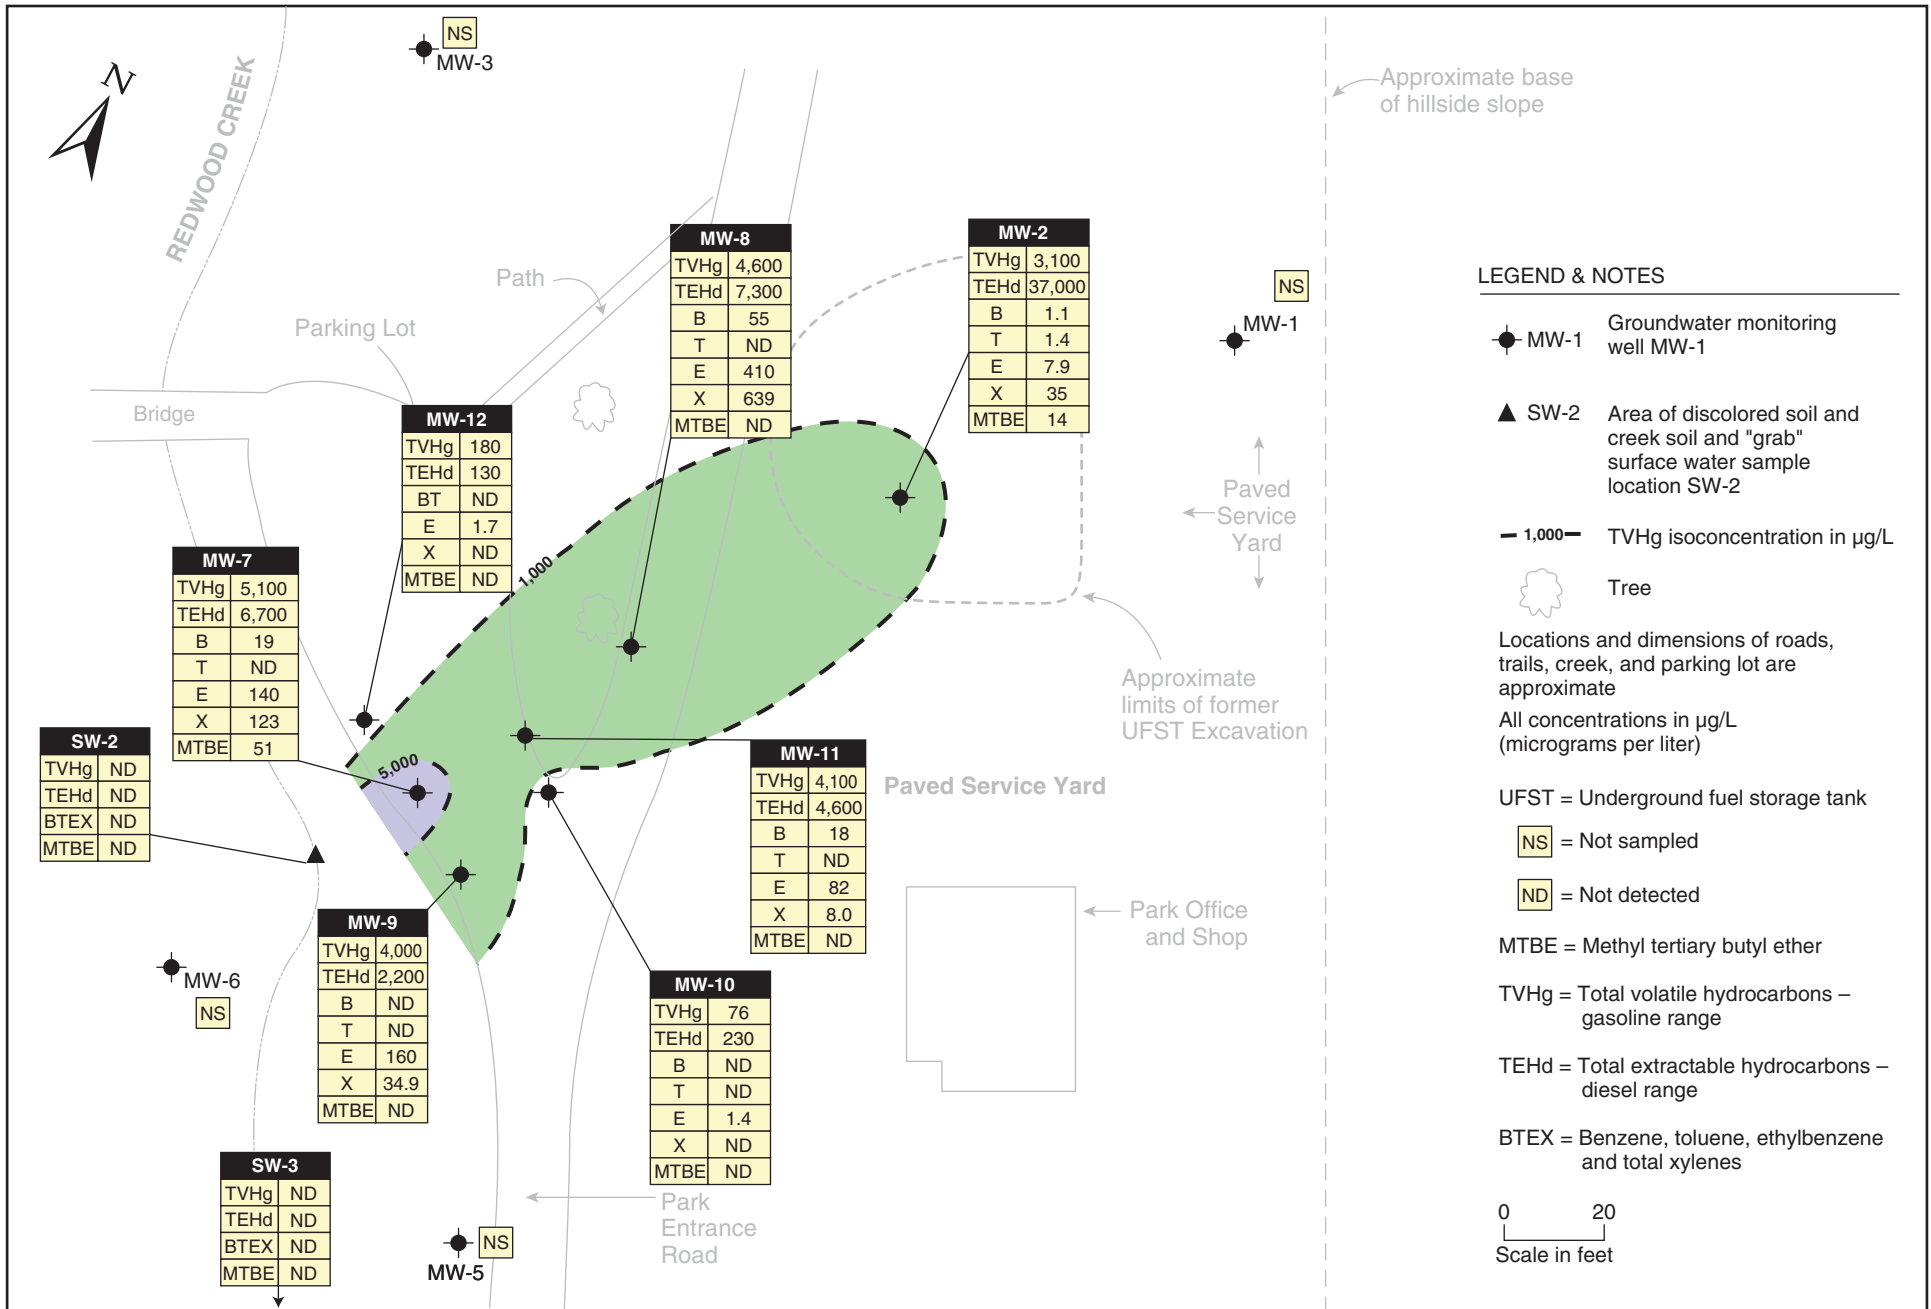 NS
MW-3
N
REDWOOD CREEK
Approximate base
of hillside slope
Path
Parking Lot
Bridge
MW-8
TVHg 4,600
TEHd 7,300
B 55
T ND
E 410
X 639
MTBE ND
MW-2
TVHg 3,100
TEHd 37,000
B 1.1
T 1.4
E 7.9
X 35
MTBE 14
NS
MW-1
MW-12
TVHg 180
TEHd 130
BT ND
E 1.7
X ND
MTBE ND
Paved
Service
Yard
1,000
MW-7
TVHg 5,100
TEHd 6,700
B 19
T ND
E 140
X 123
MTBE 51
Approximate
limits of former
UFST Excavation
SW-2
TVHg ND
TEHd ND
BTEX ND
MTBE ND
5,000
MW-11
TVHg 4,100
TEHd 4,600
B 18
T ND
E 82
X 8.0
MTBE ND
Paved Service Yard
MW-9
TVHg 4,000
TEHd 2,200
B ND
T ND
E 160
X 34.9
MTBE ND
Park Office
and Shop
MW-6
NS
MW-10
TVHg 76
TEHd 230
B ND
T ND
E 1.4
X ND
MTBE ND
SW-3
TVHg ND
TEHd ND
BTEX ND
MTBE ND
Park
Entrance
Road
NS
MW-5
LEGEND & NOTES
MW-1
Groundwater monitoring
well MW-1
SW-2
Area of discolored soil and
creek soil and "grab"
surface water sample
location SW-2
1,000
TVHg isoconcentration in µg/L
Tree
Locations and dimensions of roads,
trails, creek, and parking lot are
approximate
All concentrations in µg/L
(micrograms per liter)
UFST = Underground fuel storage tank
NS = Not sampled
ND = Not detected
MTBE = Methyl tertiary butyl ether
TVHg = Total volatile hydrocarbons –
gasoline range
TEHd = Total extractable hydrocarbons –
diesel range
BTEX = Benzene, toluene, ethylbenzene
and total xylenes
0 20
Scale in feet